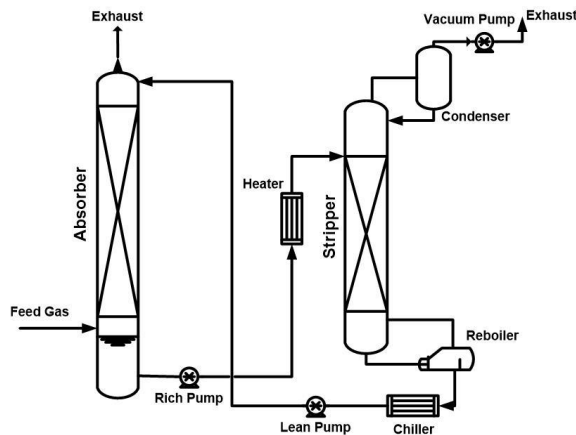 Exhaust
Vacuum Pump
Exhaust
Condenser
Absorber
Heater
Stripper
Feed Gas
Reboiler
Rich Pump
Lean Pump
Chiller